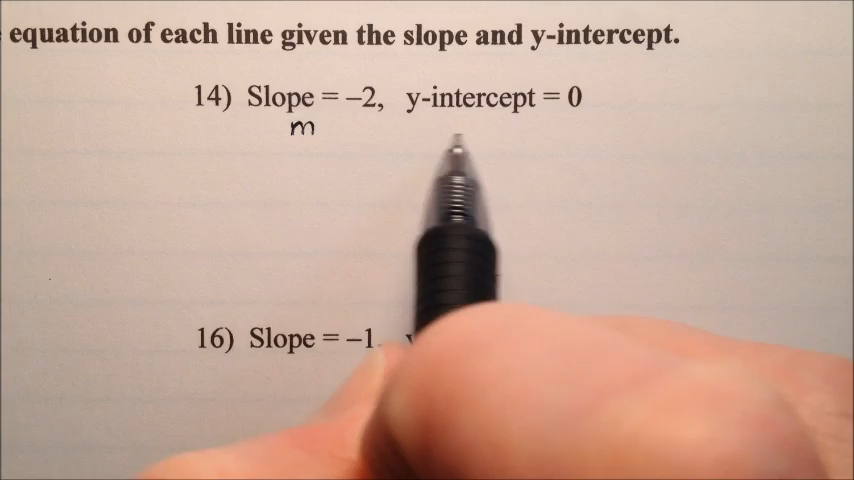 equation of each line given the slope and y-intercept.
14) Slope = –2, y-intercept = 0
m
16) Slope = –1